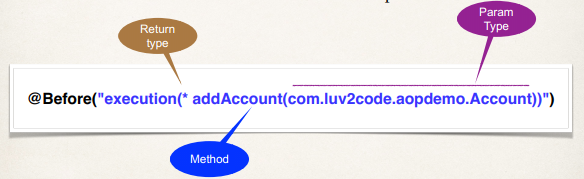 Return
type
Param
Type
@Before("execution(* addAccount(com.luv2code.aopdemo.Account))")
Method